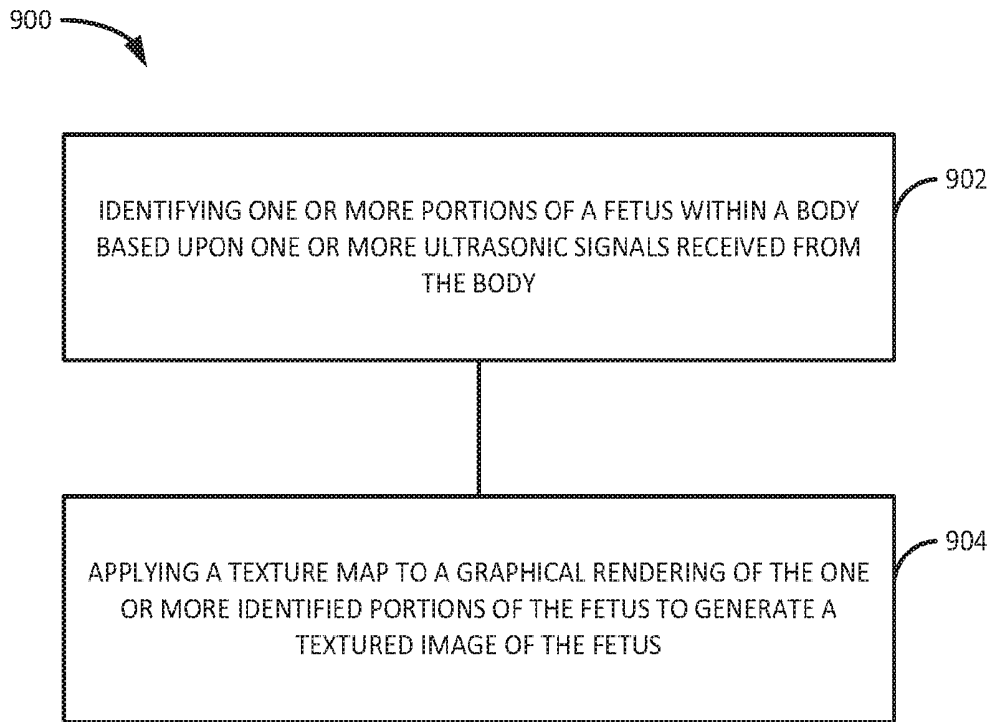 900
902
IDENTIFYING ONE OR MORE PORTIONS OF A FETUS WITHIN A BODY
BASED UPON ONE OR MORE ULTRASONIC SIGNALS RECEIVED FROM
THE BODY
904
APPLYING A TEXTURE MAP TO A GRAPHICAL RENDERING OF THE ONE
OR MORE IDENTIFIED PORTIONS OF THE FETUS TO GENERATE A
TEXTURED IMAGE OF THE FETUS